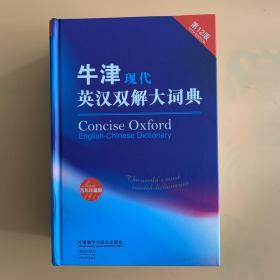 第12版
牛津 现代
英汉双解大词典
Concise Oxford
English-Chinese Dictionary
The world's most
trusted dictionaries
外语教学与研究出版社